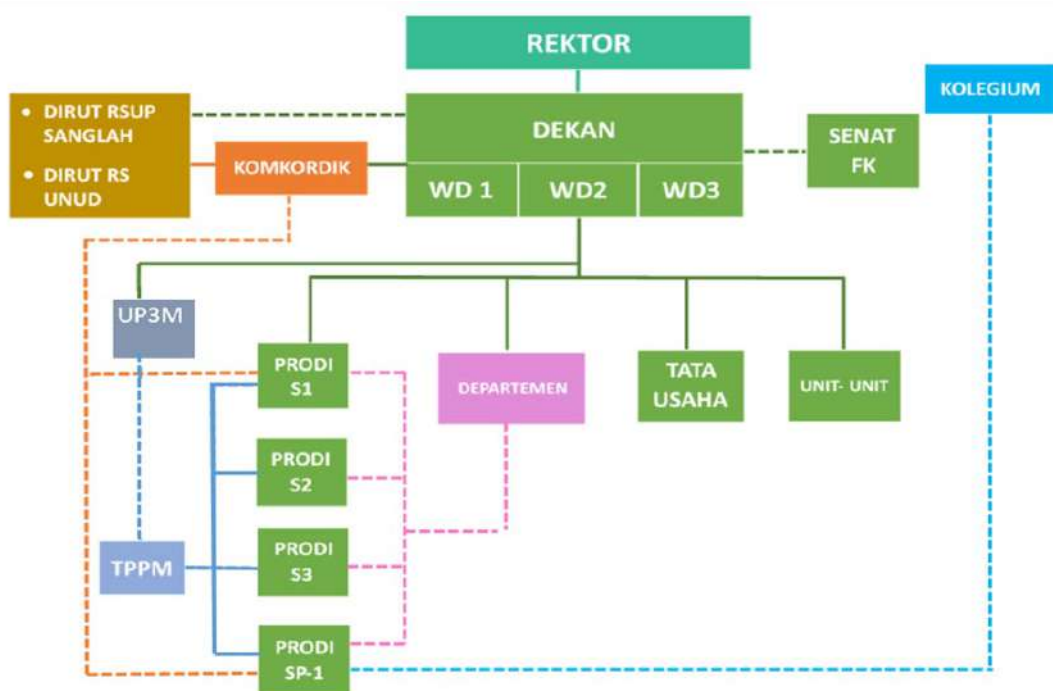 REKTOR
KOLEGIUM
• DIRUT RSUP
SANGLAH
• DIRUT RS
UNUD
KOMKORDIK
DEKAN
WD 1
WD2
WD3
SENAT
FK
UP3M
PRODI
S1
DEPARTEMEN
TATA
USAHA
UNIT- UNIT
PRODI
S2
TPPM
PRODI
S3
PRODI
SP-1